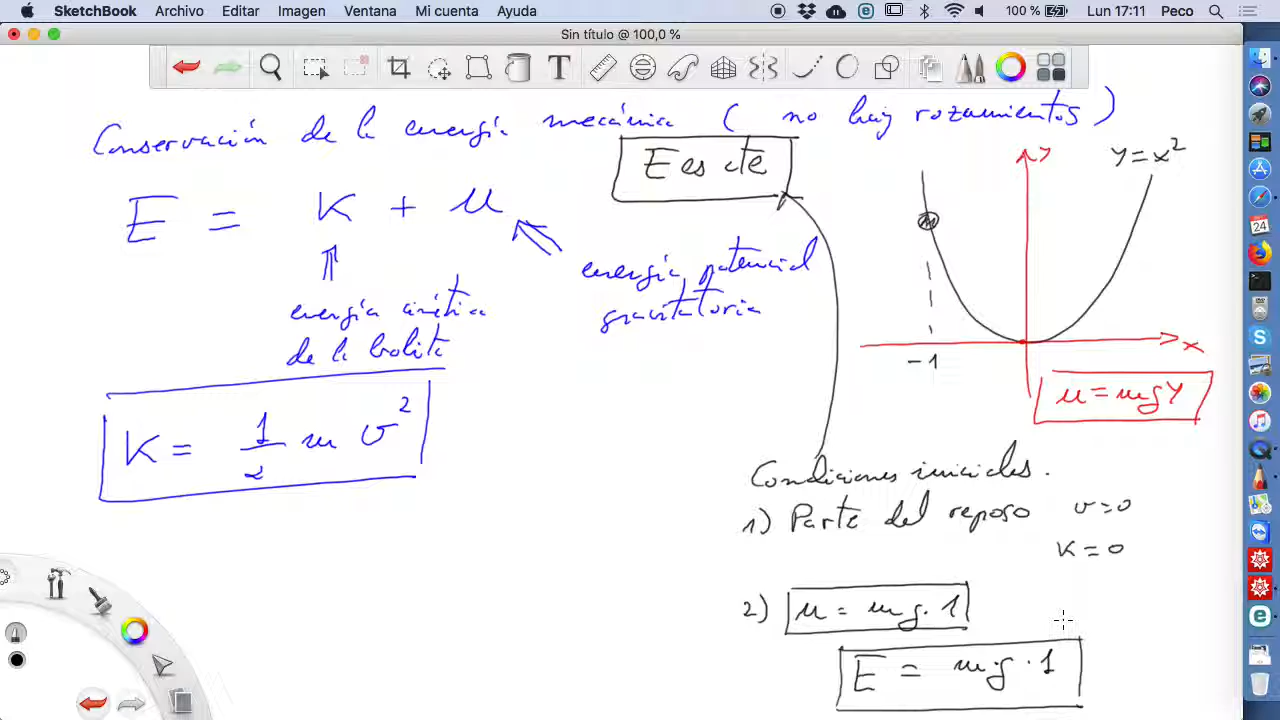 SketchBook Archivo Editar Imagen Ventana Mi cuenta Ayuda 100 % Lun 17:11 Peco
Sin título @ 100,0 %
Conservación de la energía mecánica ( no hay rozamientos )
E es cte
E = K + u
energía potencial
gravitatoria
energía cinética
de la bolita
K = 1/2 m v²
y
Y = x²
-1
x
u = mgY
Condiciones iniciales.
1) Parte del reposo v=0
K = 0
2) u = mg·1
E = m·g·1
24